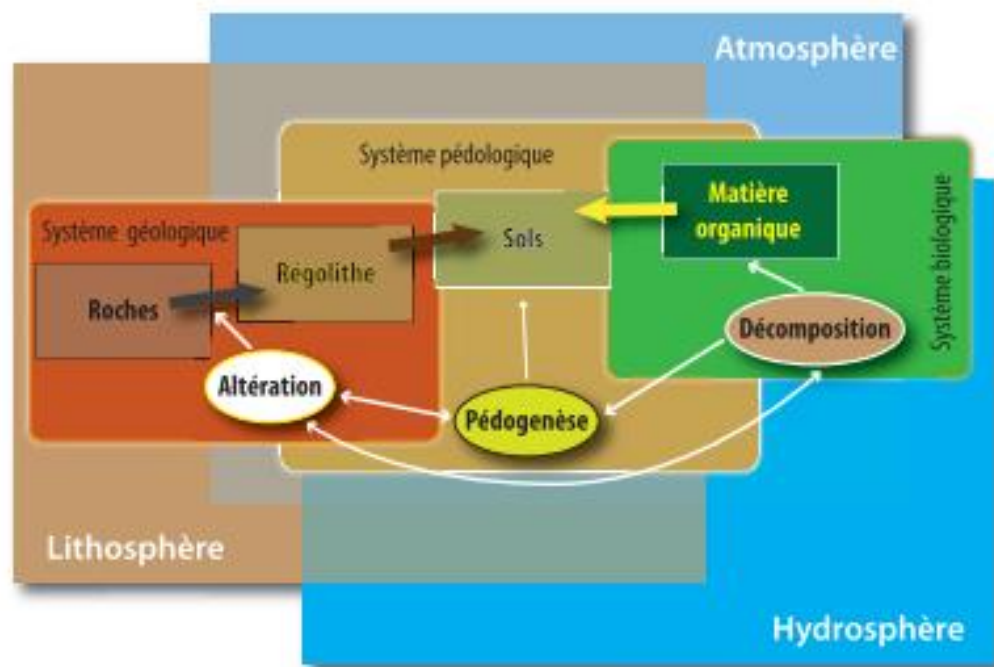 Atmosphère
Système pédologique
Matière
organique
Système géologique
Sols
Régolithe
Roches
Système biologique
Décomposition
Altération
Pédogenèse
Lithosphère
Hydrosphère